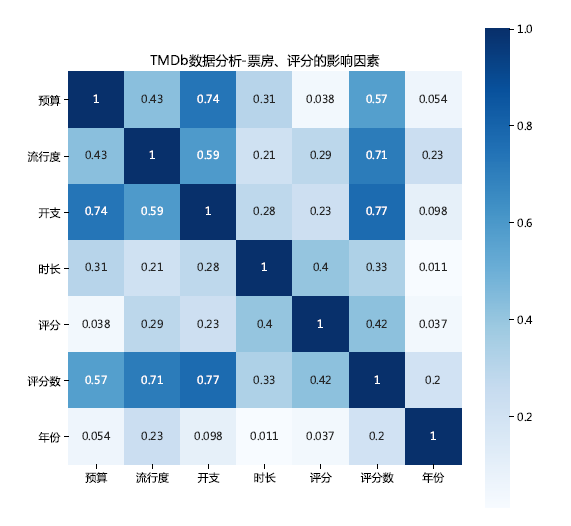 TMDb数据分析-票房、评分的影响因素
预算 1 0.43 0.74 0.31 0.038 0.57 0.054
流行度 0.43 1 0.59 0.21 0.29 0.71 0.23
开支 0.74 0.59 1 0.28 0.23 0.77 0.098
时长 0.31 0.21 0.28 1 0.4 0.33 0.011
评分 0.038 0.29 0.23 0.4 1 0.42 0.037
评分数 0.57 0.71 0.77 0.33 0.42 1 0.2
年份 0.054 0.23 0.098 0.011 0.037 0.2 1
预算 流行度 开支 时长 评分 评分数 年份
1.0
0.8
0.6
0.4
0.2